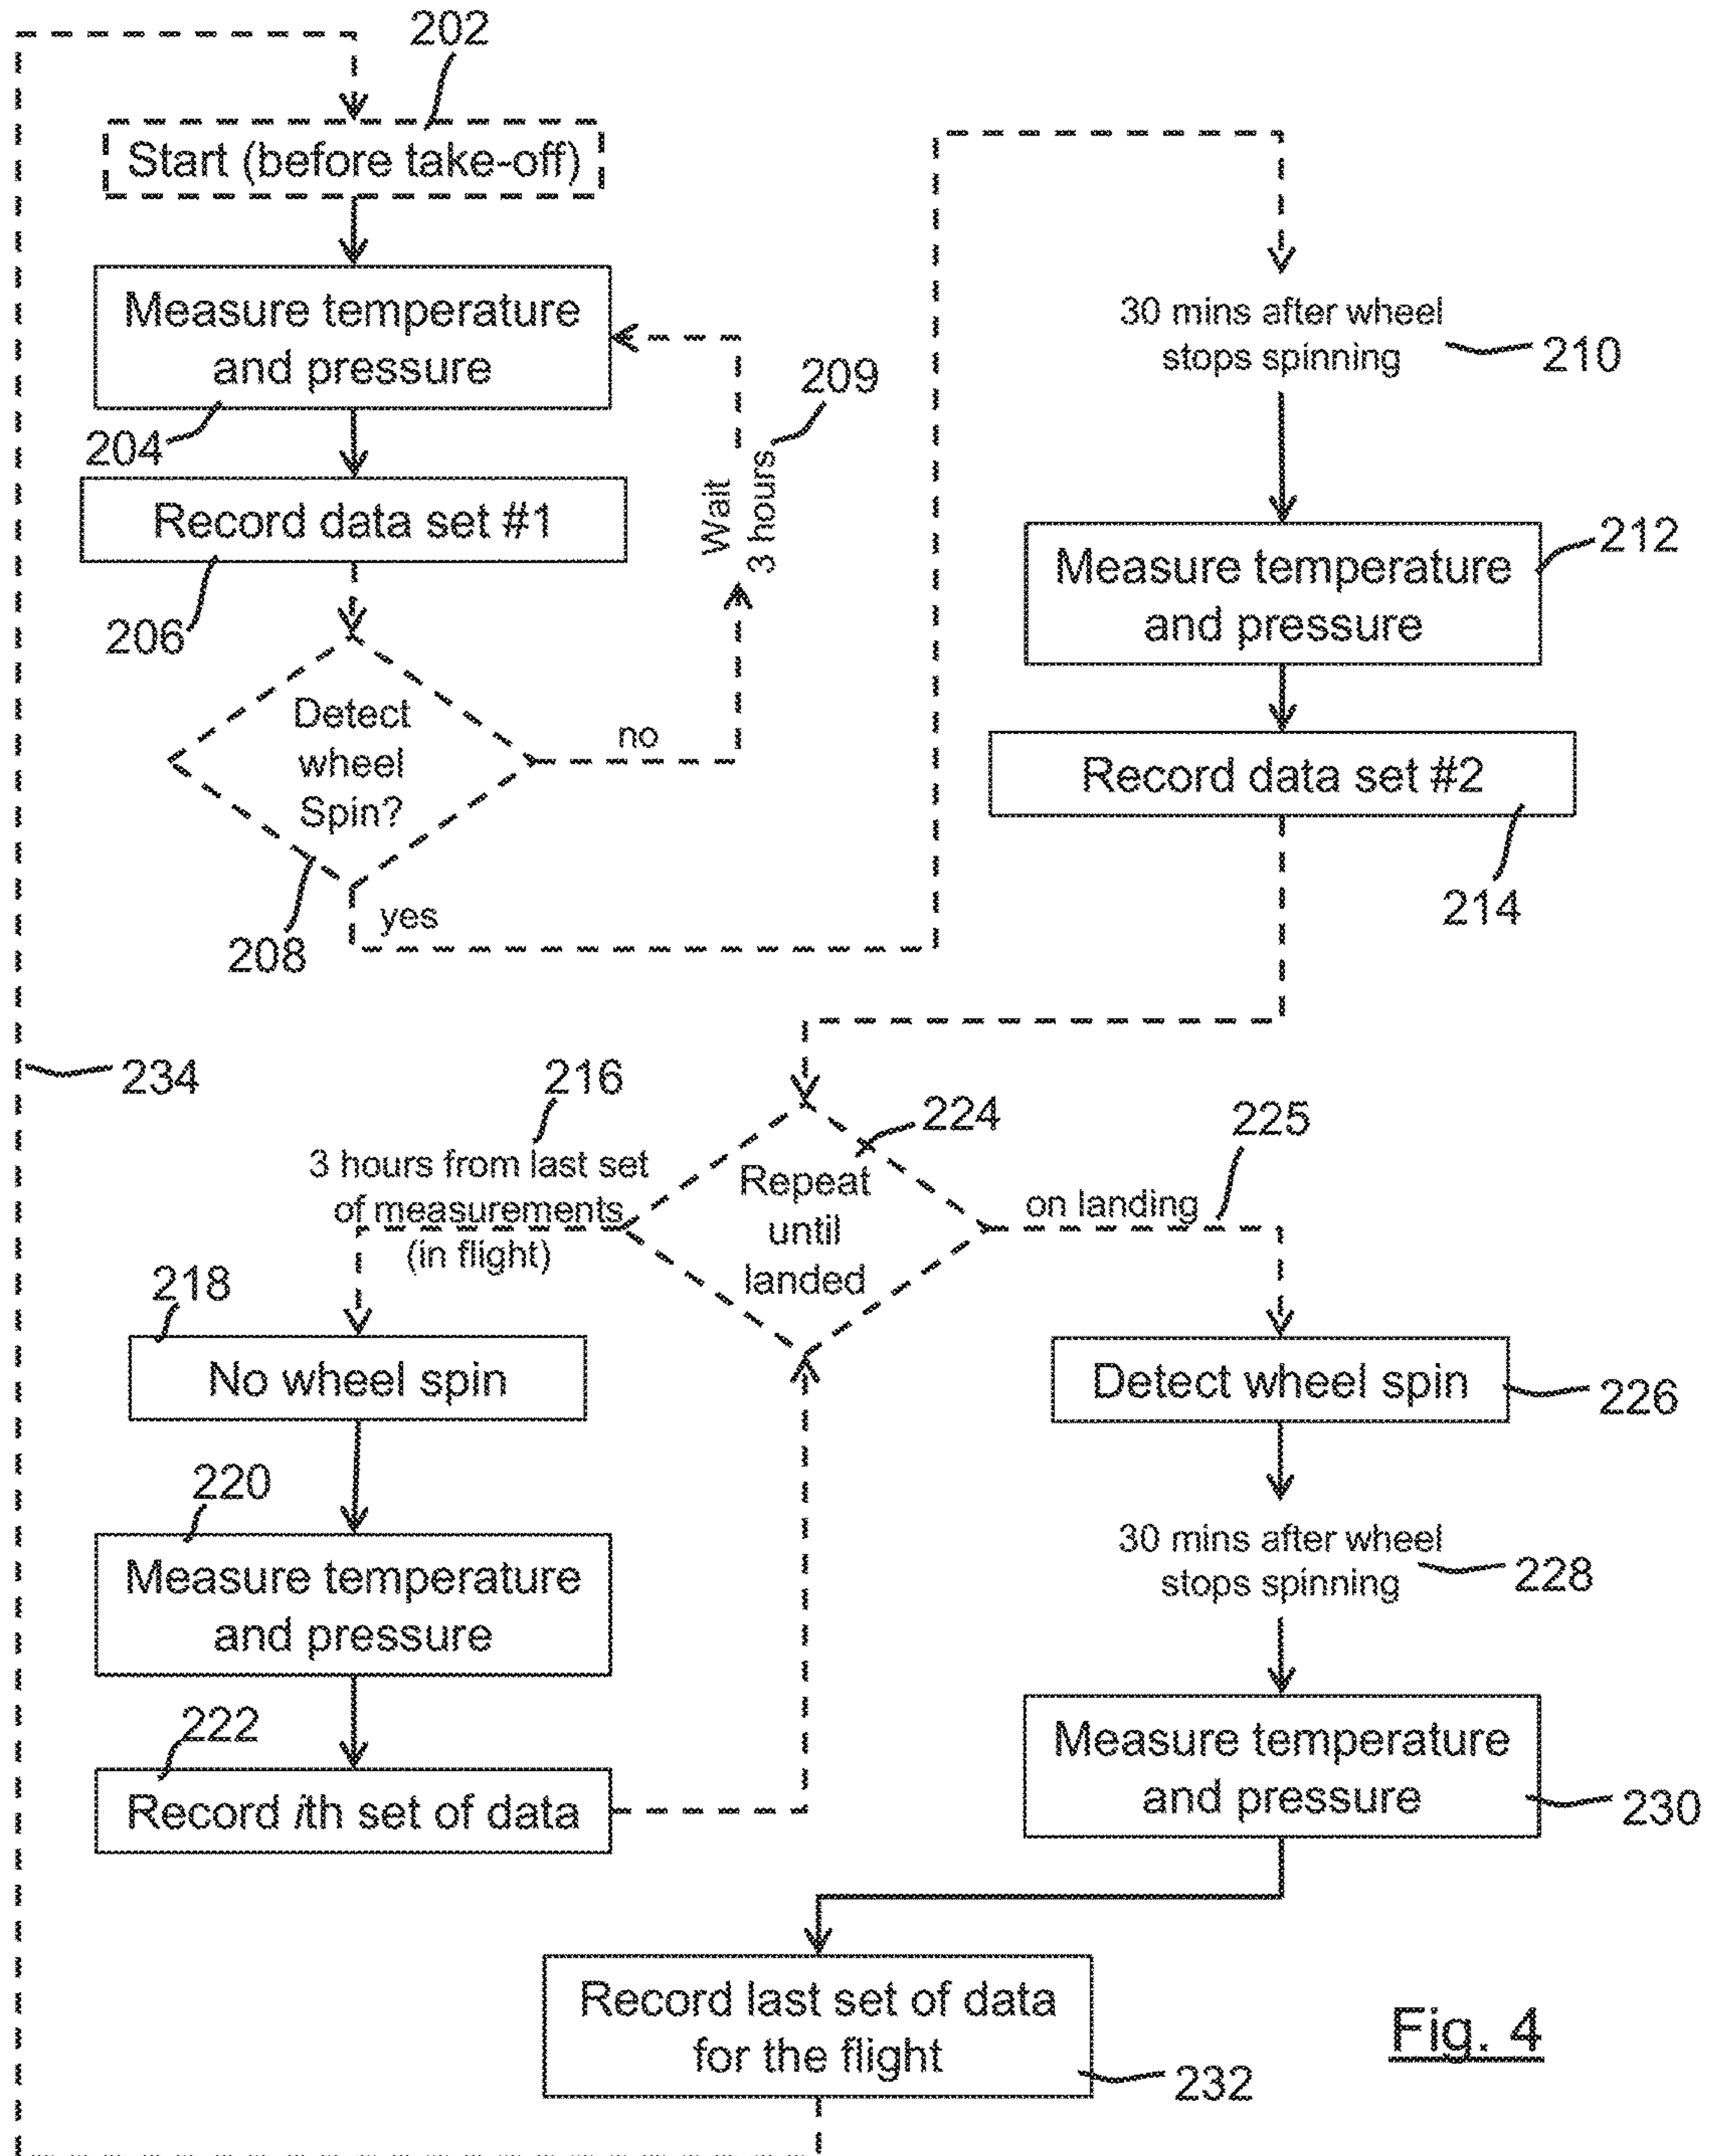 202
Start (before take-off)
Measure temperature
and pressure
204
Record data set #1
206
Detect
wheel
Spin?
208
no
yes
Wait
3 hours
209
30 mins after wheel
stops spinning
210
Measure temperature
and pressure
212
Record data set #2
214
234
216
3 hours from last set
of measurements
(in flight)
224
Repeat
until
landed
225
on landing
218
No wheel spin
220
Measure temperature
and pressure
222
Record ith set of data
Detect wheel spin
226
30 mins after wheel
stops spinning
228
Measure temperature
and pressure
230
Record last set of data
for the flight
232
Fig. 4